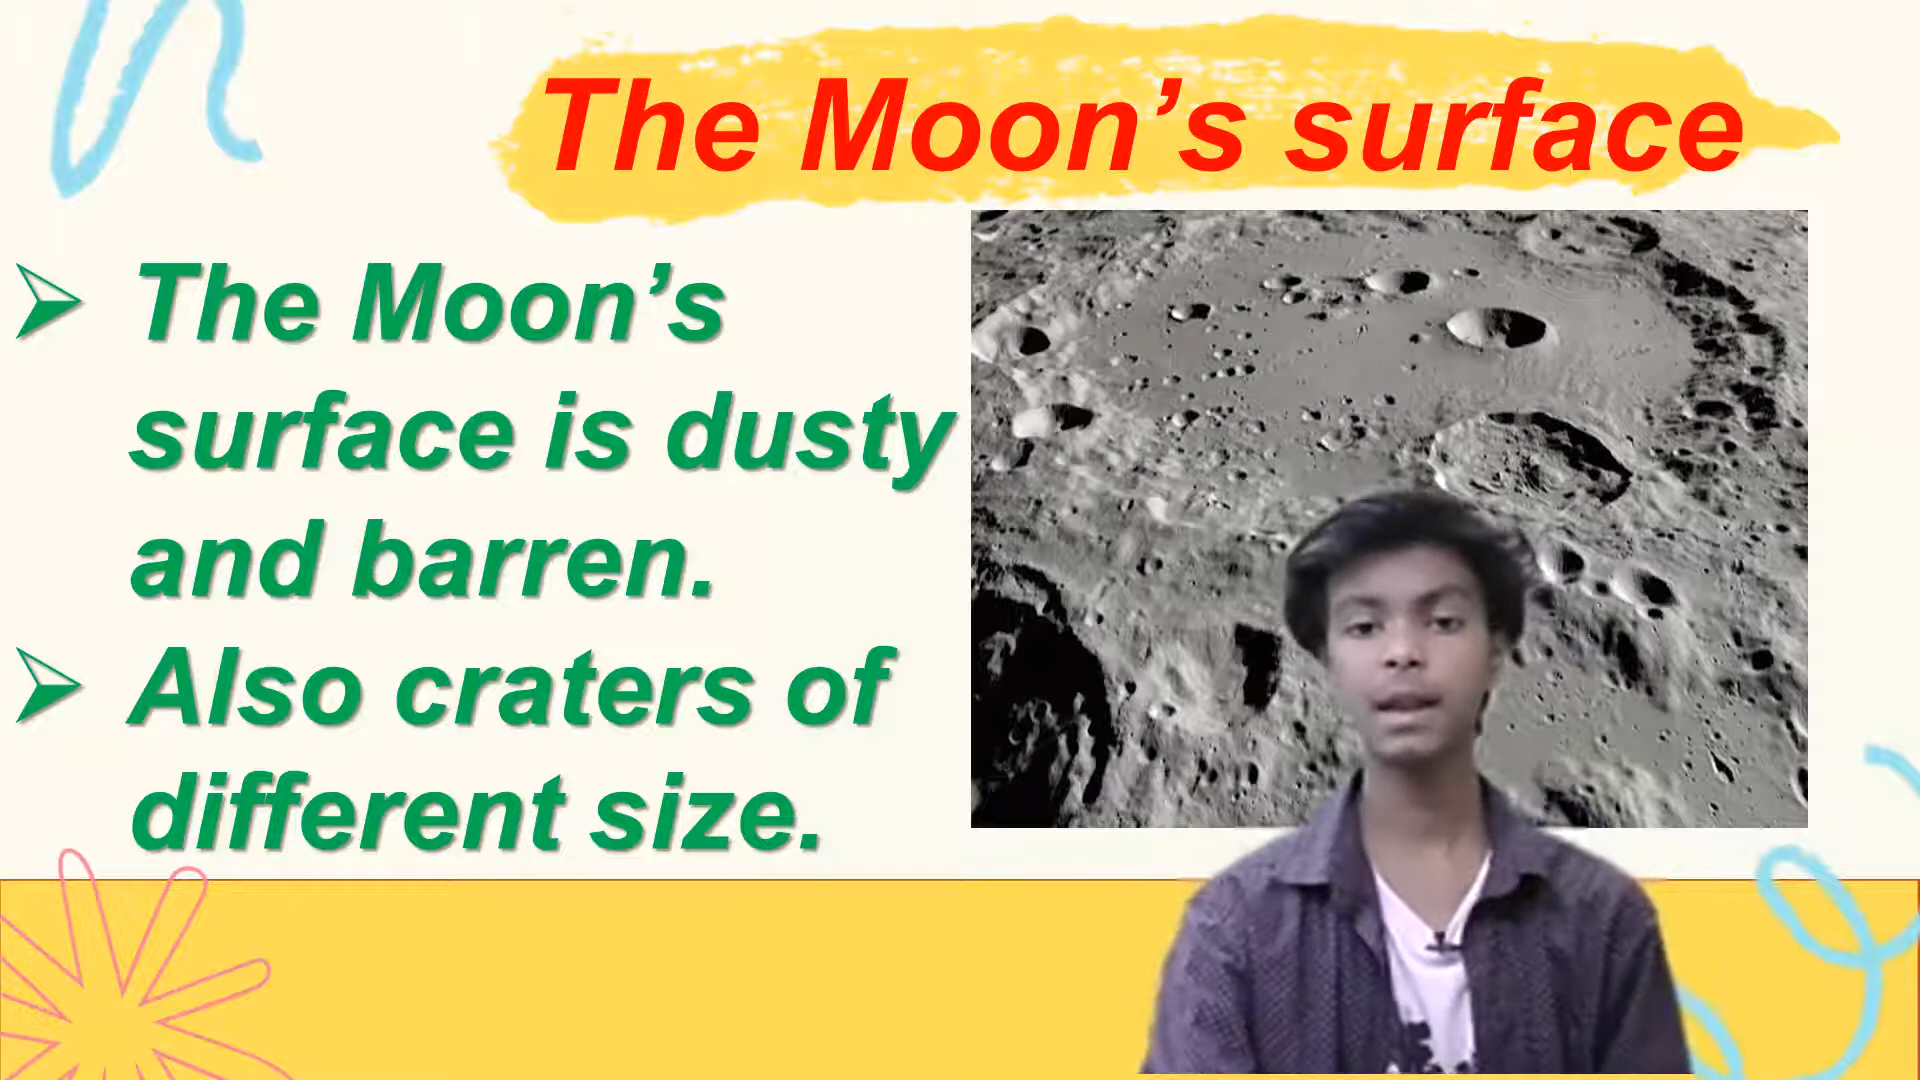 The Moon’s surface
The Moon’s
surface is dusty
and barren.
Also craters of
different size.